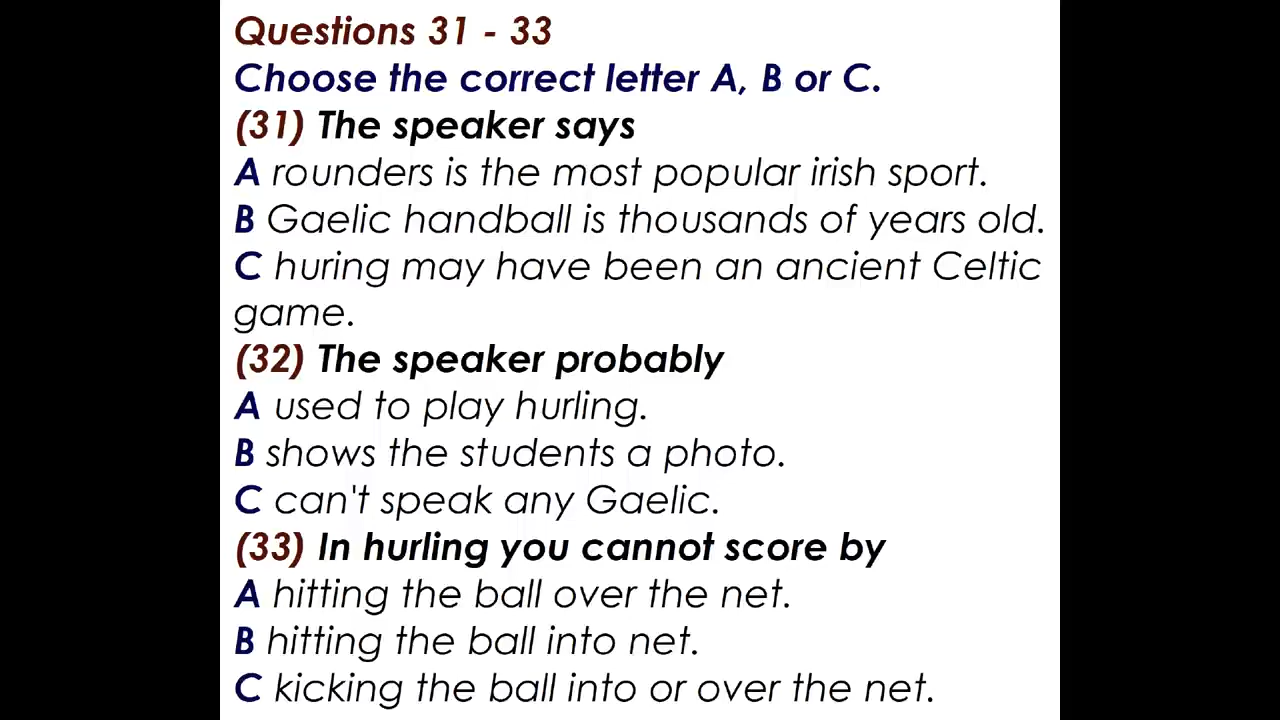 Questions 31 - 33
Choose the correct letter A, B or C.
(31) The speaker says
A rounders is the most popular irish sport.
B Gaelic handball is thousands of years old.
C huring may have been an ancient Celtic
game.
(32) The speaker probably
A used to play hurling.
B shows the students a photo.
C can't speak any Gaelic.
(33) In hurling you cannot score by
A hitting the ball over the net.
B hitting the ball into net.
C kicking the ball into or over the net.